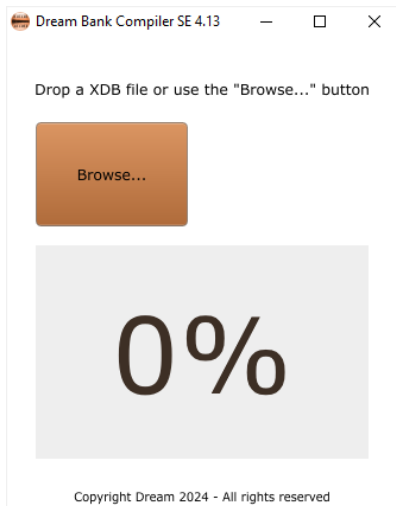 Dream Bank Compiler SE 4.13
Drop a XDB file or use the "Browse..." button
Browse...
0%
Copyright Dream 2024 - All rights reserved